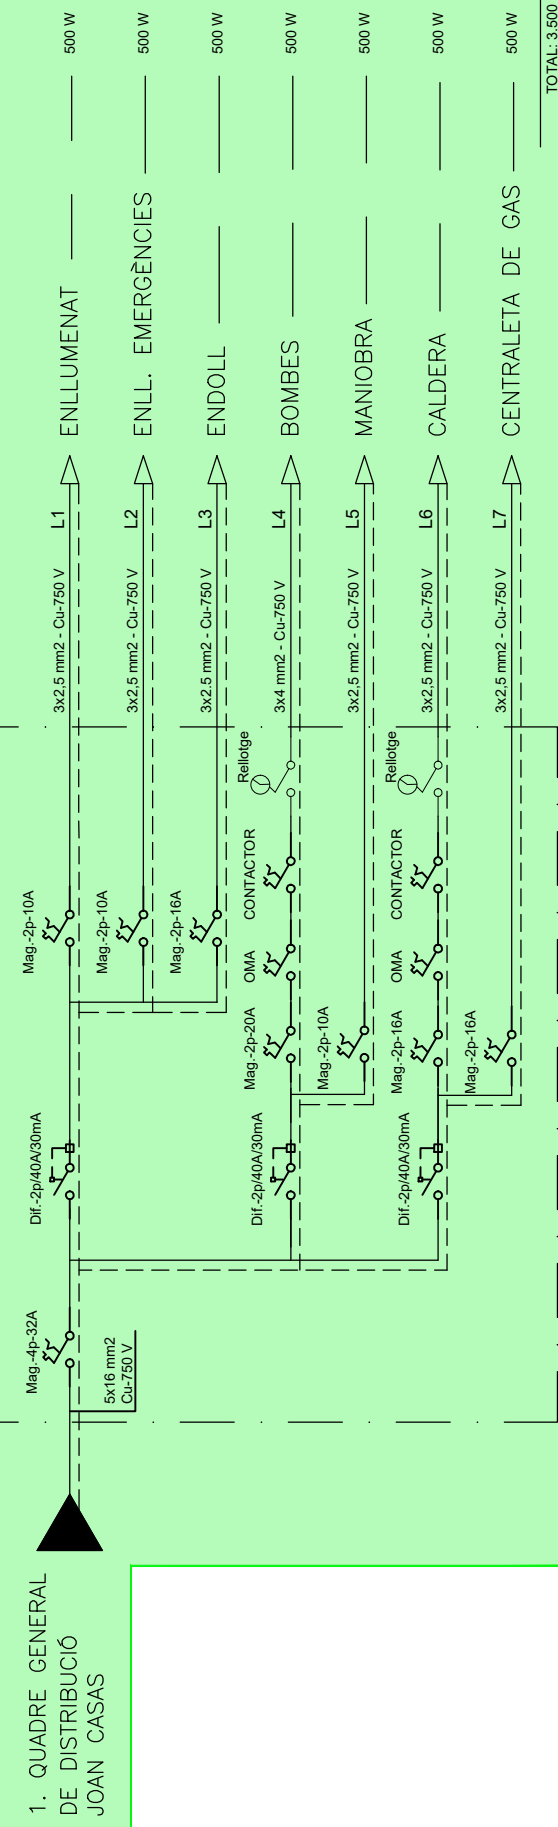 1. QUADRE GENERAL
DE DISTRIBUCIÓ
JOAN CASAS
5x16 mm2
Cu-750 V
Mag.-4p-32A
Dif.-2p/40A/30mA
Mag.-2p-10A
3x2,5 mm2 - Cu-750 V
L1
ENLLUMENAT
500 W
Mag.-2p-10A
3x2,5 mm2 - Cu-750 V
L2
ENLL. EMERGÈNCIES
500 W
Mag.-2p-16A
3x2,5 mm2 - Cu-750 V
L3
ENDOLL
500 W
Dif.-2p/40A/30mA
Mag.-2p-20A
OMA
CONTACTOR
Rellotge
3x4 mm2 - Cu-750 V
L4
BOMBES
500 W
Mag.-2p-10A
3x2,5 mm2 - Cu-750 V
L5
MANIOBRA
500 W
Dif.-2p/40A/30mA
Mag.-2p-16A
OMA
CONTACTOR
Rellotge
3x2,5 mm2 - Cu-750 V
L6
CALDERA
500 W
Mag.-2p-16A
3x2,5 mm2 - Cu-750 V
L7
CENTRALETA DE GAS
500 W
TOTAL: 3.500